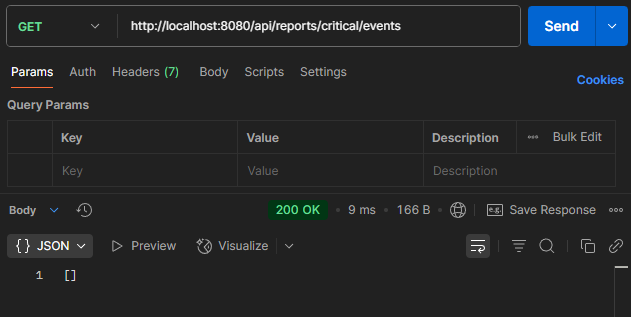 GET http://localhost:8080/api/reports/critical/events Send
Params Auth Headers (7) Body Scripts Settings Cookies
Query Params
Key Value Description Bulk Edit
Key Value Description
Body 200 OK • 9 ms • 166 B • e.g. Save Response
{} JSON Preview Visualize
1 []